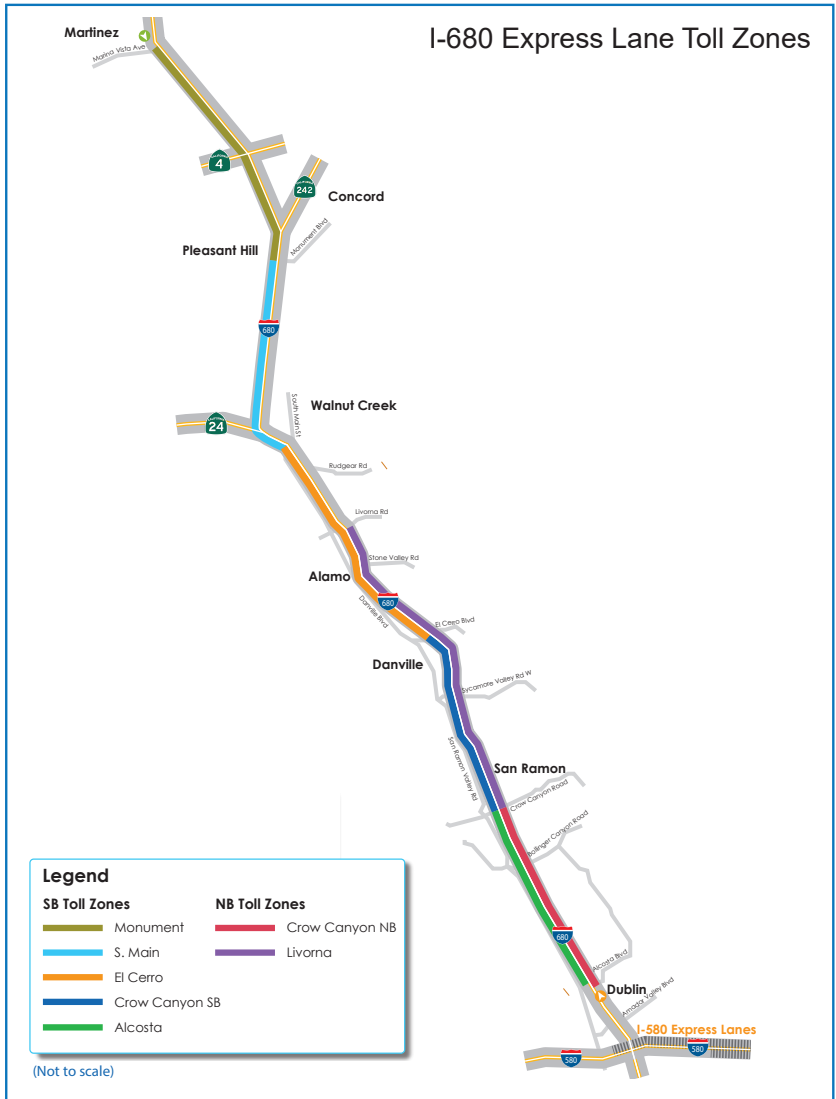 I-680 Express Lane Toll Zones
Martinez
Marina Vista Ave
CALIFORNIA
4
CALIFORNIA
242
Concord
Monument Blvd
Pleasant Hill
680
South Main St
Walnut Creek
CALIFORNIA
24
Rudgear Rd
Livorna Rd
Stone Valley Rd
Alamo
680
Danville Blvd
El Cerro Blvd
Danville
Sycamore Valley Rd W
San Ramon Valley Rd
San Ramon
Crow Canyon Road
Bollinger Canyon Road
680
Alcosta Blvd
Dublin
Amador Valley Blvd
I-580 Express Lanes
580
580
Legend
SB Toll Zones
Monument
S. Main
El Cerro
Crow Canyon SB
Alcosta
NB Toll Zones
Crow Canyon NB
Livorna
(Not to scale)